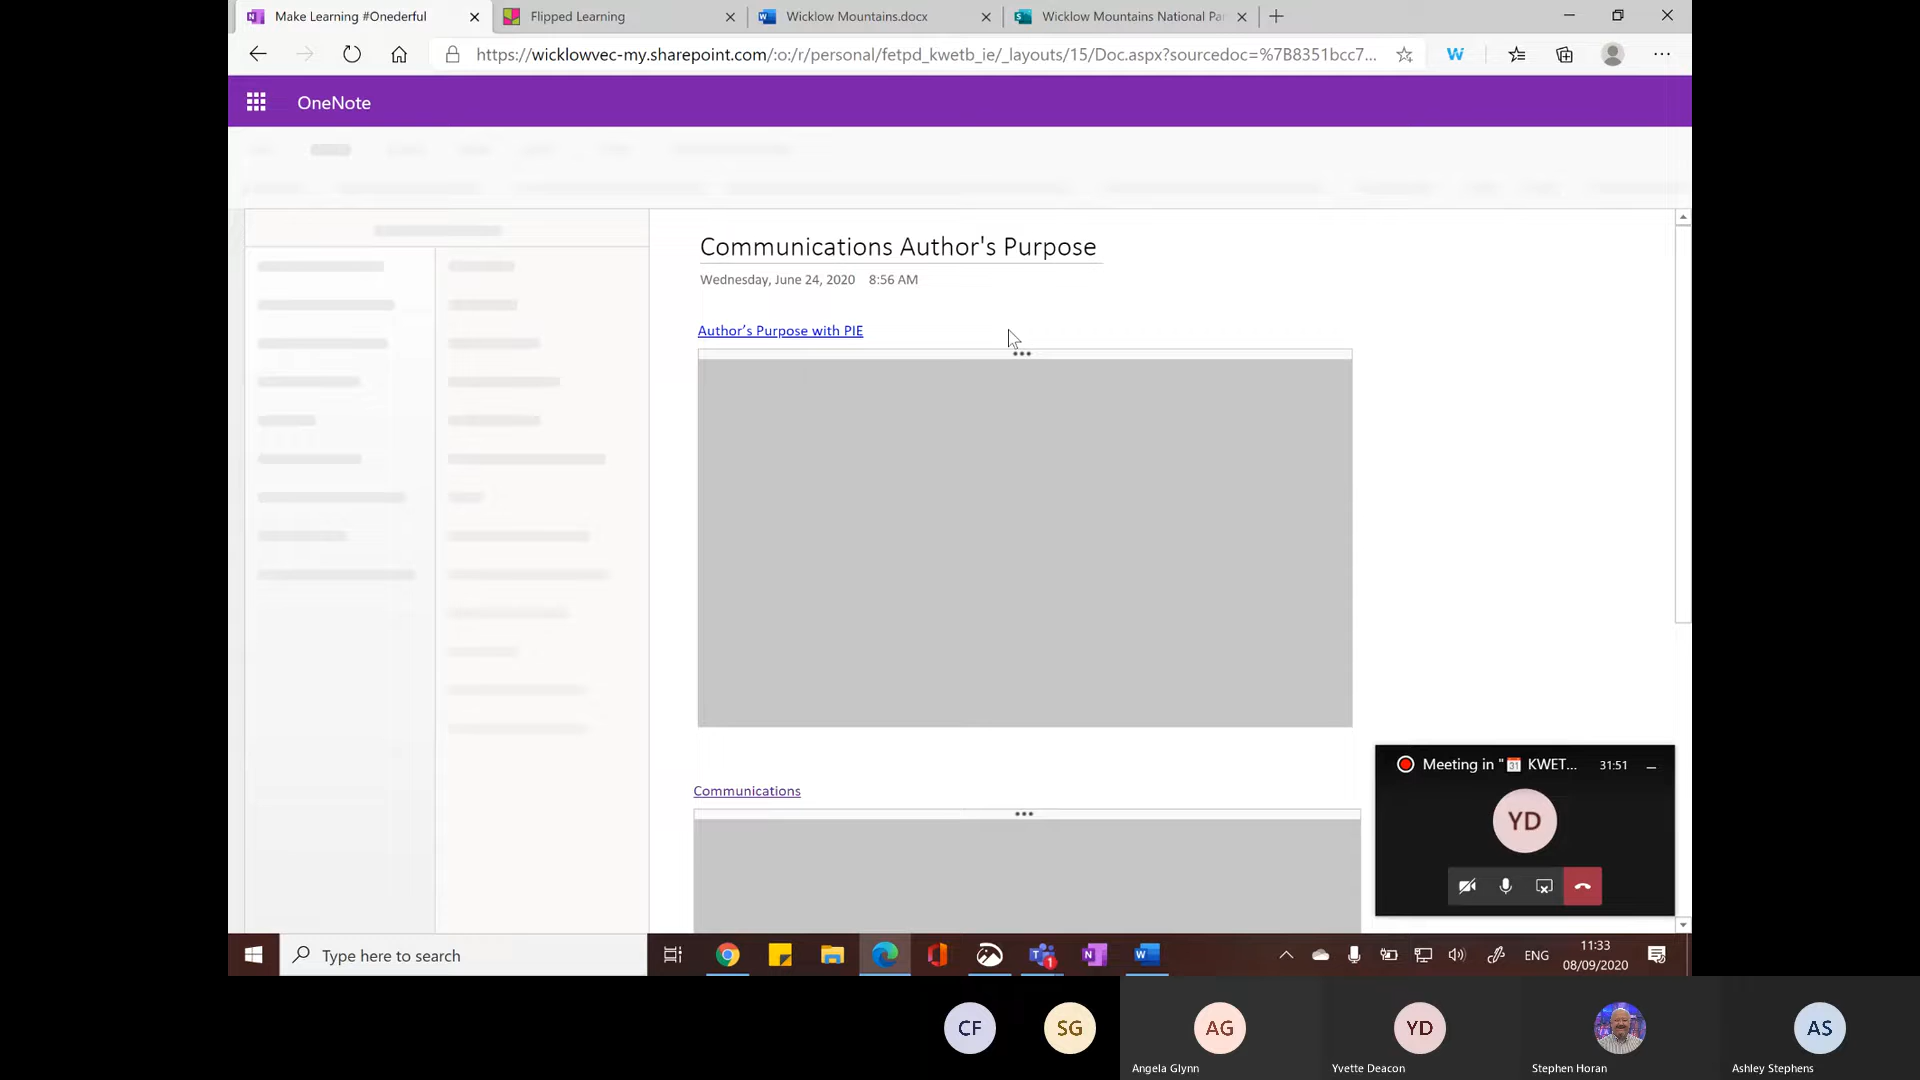 Make Learning #Onederful
Flipped Learning
Wicklow Mountains.docx
Wicklow Mountains National Par
https://wicklowvec-my.sharepoint.com/:o:/r/personal/fetpd_kwetb_ie/_layouts/15/Doc.aspx?sourcedoc=%7B8351bcc7...
OneNote
Communications Author's Purpose
Wednesday, June 24, 2020 8:56 AM
Author's Purpose with PIE
Communications
Meeting in "31 KWET... 31:51
YD
Type here to search
1
ENG
11:33
08/09/2020
CF
SG
AG
YD
AS
Angela Glynn
Yvette Deacon
Stephen Horan
Ashley Stephens